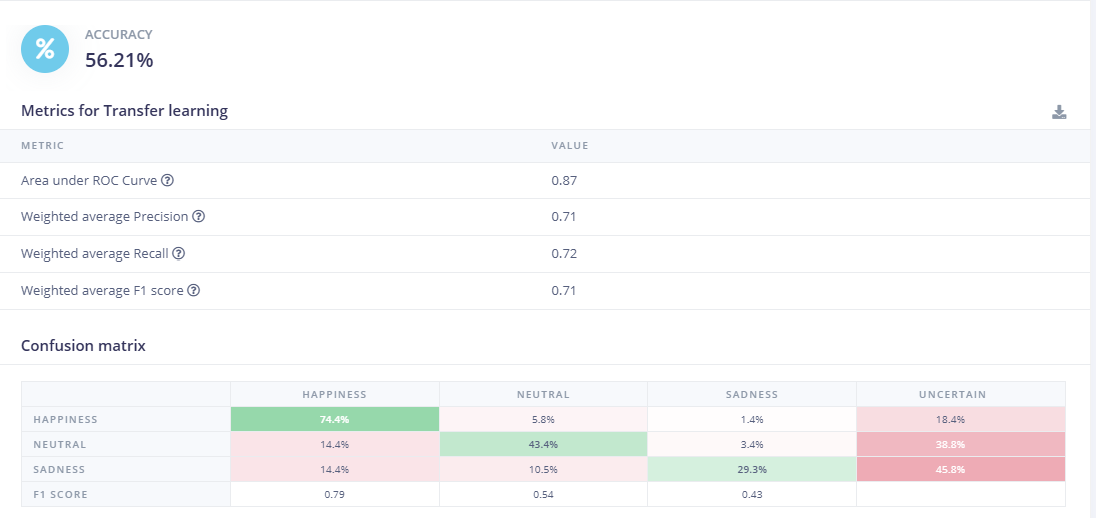 ACCURACY
56.21%
Metrics for Transfer learning
METRIC VALUE
Area under ROC Curve 0.87
Weighted average Precision 0.71
Weighted average Recall 0.72
Weighted average F1 score 0.71
Confusion matrix
HAPPINESS NEUTRAL SADNESS UNCERTAIN
HAPPINESS 74.4% 5.8% 1.4% 18.4%
NEUTRAL 14.4% 43.4% 3.4% 38.8%
SADNESS 14.4% 10.5% 29.3% 45.8%
F1 SCORE 0.79 0.54 0.43